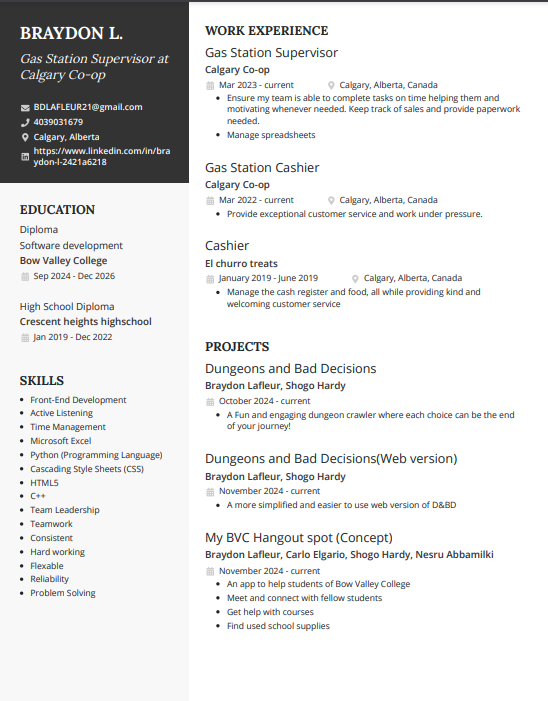 BRAYDON L.
Gas Station Supervisor at
Calgary Co-op
BDLAFLEUR21@gmail.com
4039031679
Calgary, Alberta
https://www.linkedin.com/in/bra
ydon-l-2421a6218
EDUCATION
Diploma
Software development
Bow Valley College
Sep 2024 - Dec 2026
High School Diploma
Crescent heights highschool
Jan 2019 - Dec 2022
SKILLS
Front-End Development
Active Listening
Time Management
Microsoft Excel
Python (Programming Language)
Cascading Style Sheets (CSS)
HTML5
C++
Team Leadership
Teamwork
Consistent
Hard working
Flexable
Reliability
Problem Solving
WORK EXPERIENCE
Gas Station Supervisor
Calgary Co-op
Mar 2023 - current Calgary, Alberta, Canada
Ensure my team is able to complete tasks on time helping them and
motivating whenever needed. Keep track of sales and provide paperwork
needed.
Manage spreadsheets
Gas Station Cashier
Calgary Co-op
Mar 2022 - current Calgary, Alberta, Canada
Provide exceptional customer service and work under pressure.
Cashier
El churro treats
January 2019 - June 2019 Calgary, Alberta, Canada
Manage the cash register and food, all while providing kind and
welcoming customer service
PROJECTS
Dungeons and Bad Decisions
Braydon Lafleur, Shogo Hardy
October 2024 - current
A Fun and engaging dungeon crawler where each choice can be the end
of your journey!
Dungeons and Bad Decisions(Web version)
Braydon Lafleur, Shogo Hardy
November 2024 - current
A more simplified and easier to use web version of D&BD
My BVC Hangout spot (Concept)
Braydon Lafleur, Carlo Elgario, Shogo Hardy, Nesru Abbamilki
November 2024 - current
An app to help students of Bow Valley College
Meet and connect with fellow students
Get help with courses
Find used school supplies